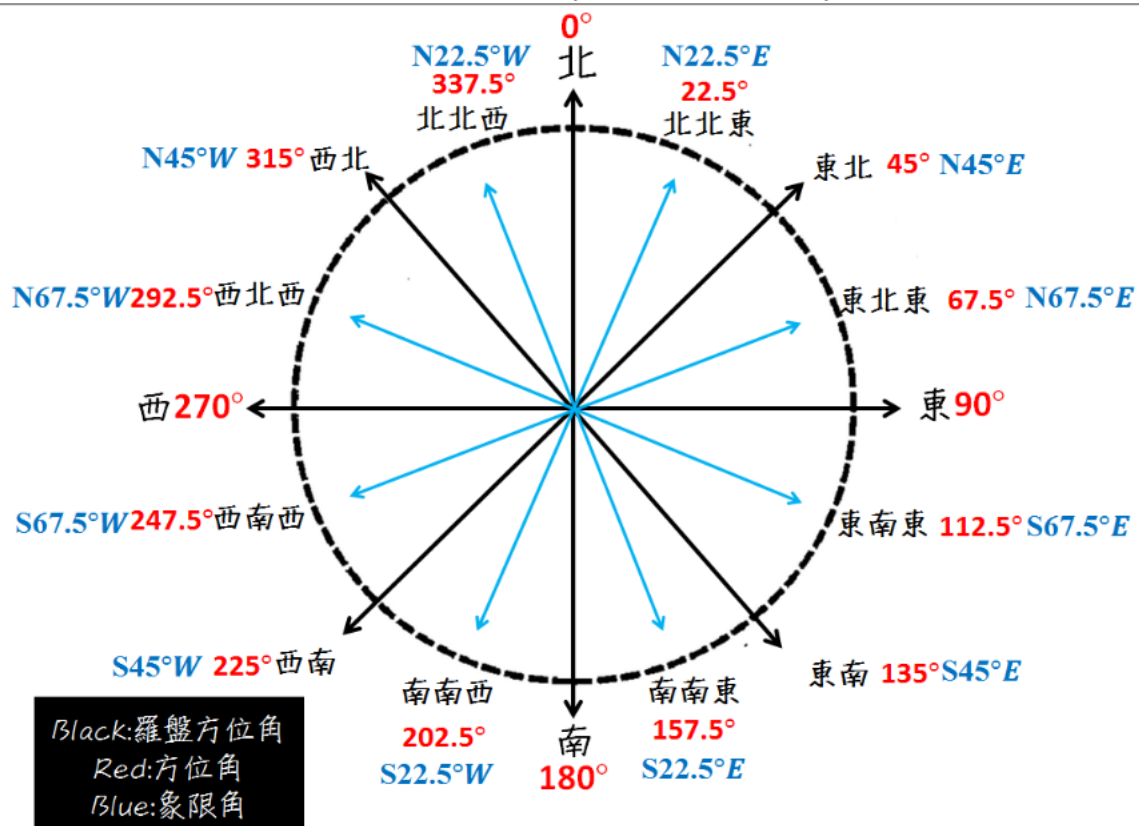 0°
北
N22.5°W
337.5°
北北西
N22.5°E
22.5°
北北東
N45°W 315° 西北
東北 45° N45°E
N67.5°W292.5°西北西
東北東 67.5° N67.5°E
西270°
東90°
S67.5°W247.5°西南西
東南東 112.5° S67.5°E
S45°W 225° 西南
東南 135°S45°E
南南西
202.5°
S22.5°W
南
180°
南南東
157.5°
S22.5°E
Black:羅盤方位角
Red:方位角
Blue:象限角